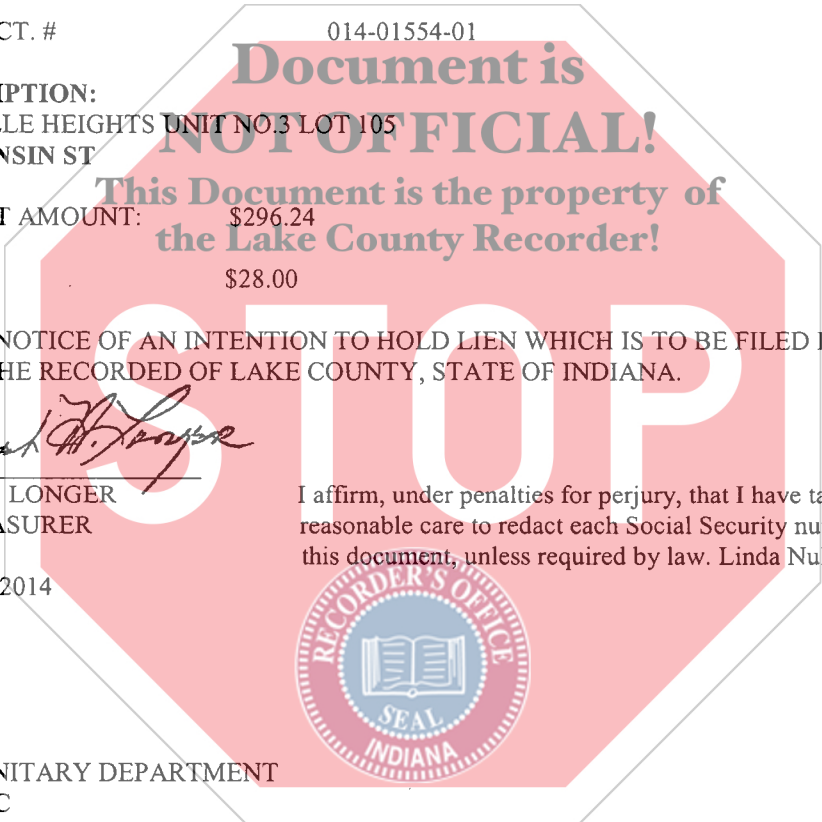 CT. # 014-01554-01
Document is
IPTION:
LLE HEIGHTS UNIT NO.3 LOT 105
NOT OFFICIAL!
NSIN ST
This Document is the property of
T AMOUNT: $296.24
the Lake County Recorder!
$28.00
NOTICE OF AN INTENTION TO HOLD LIEN WHICH IS TO BE FILED
HE RECORDED OF LAKE COUNTY, STATE OF INDIANA.
STOP
LONGER
ASURER
I affirm, under penalties for perjury, that I have ta
reasonable care to redact each Social Security nu
this document, unless required by law. Linda Nu
2014
RECORDER'S OFFICE
SEAL
INDIANA
NITARY DEPARTMENT
C